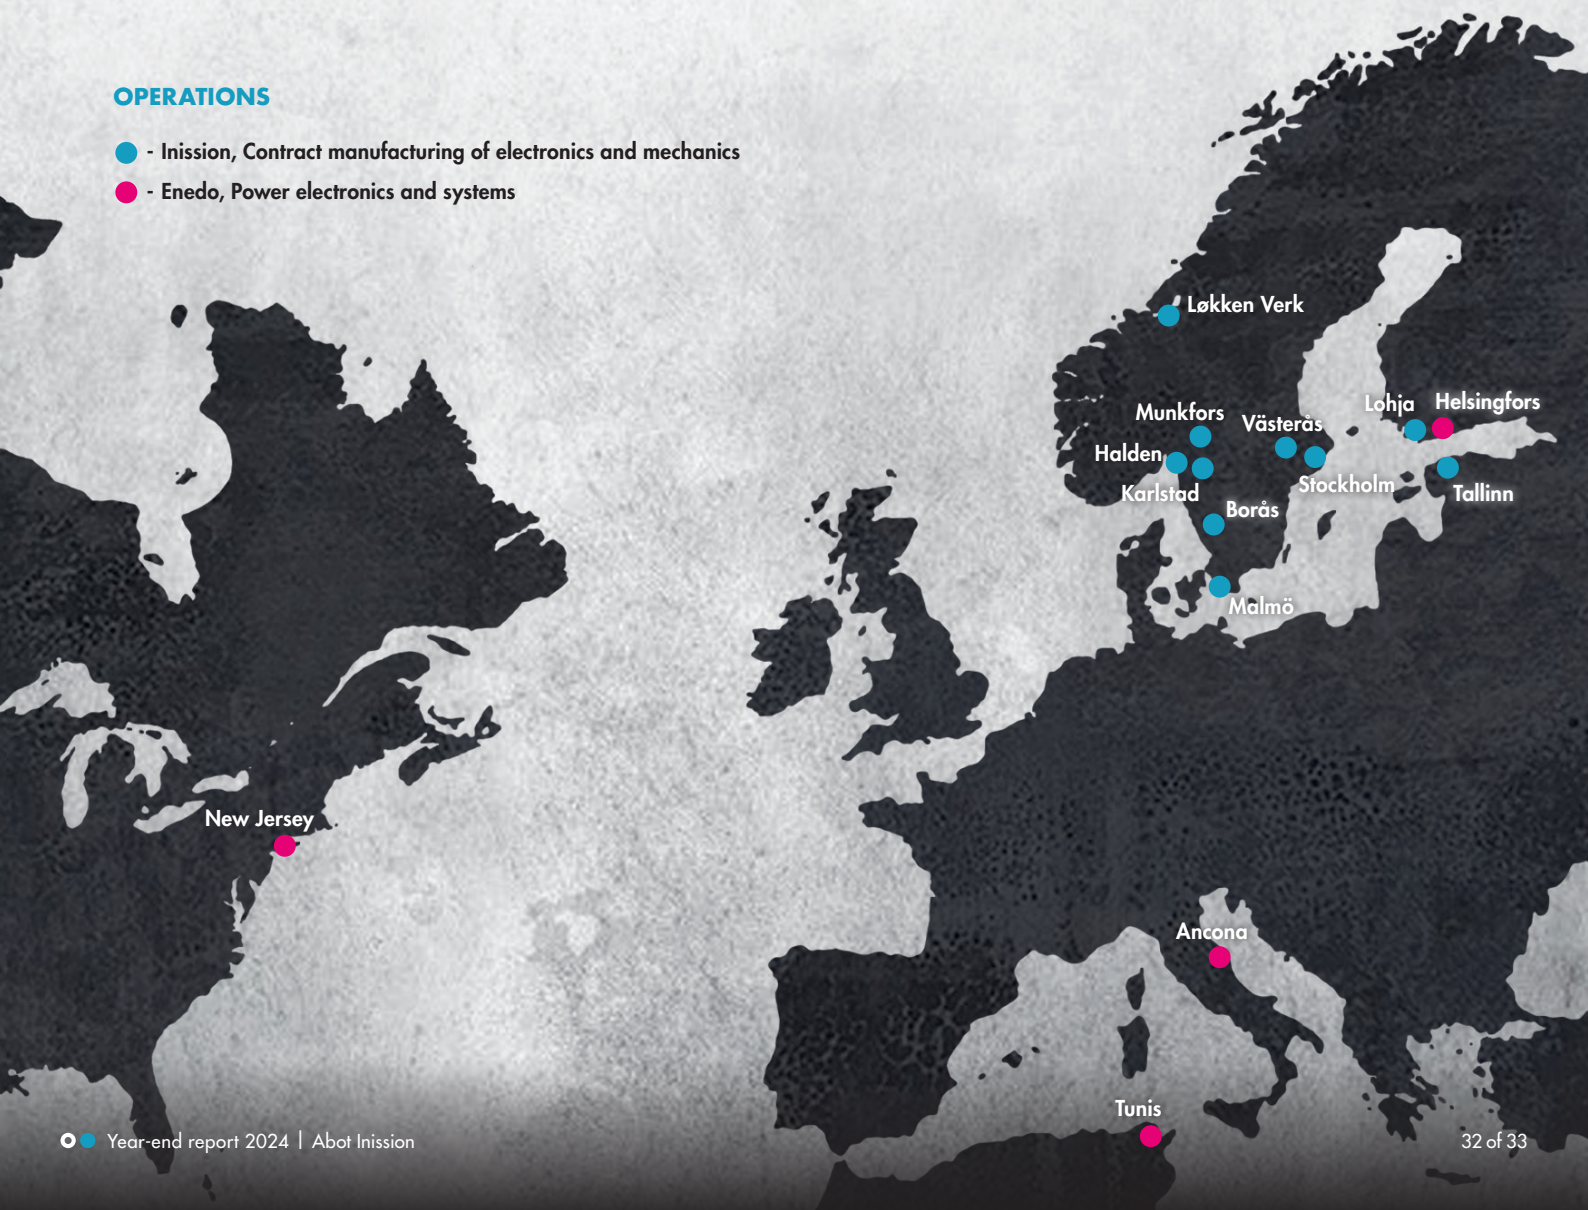 OPERATIONS
- Inission, Contract manufacturing of electronics and mechanics
- Enedo, Power electronics and systems
Løkken Verk
Lohja
Helsingfors
Munkfors
Västerås
Halden
Karlstad
Stockholm
Tallinn
Borås
Malmö
New Jersey
Ancona
Tunis
Year-end report 2024 | Abot Inission
32 of 33